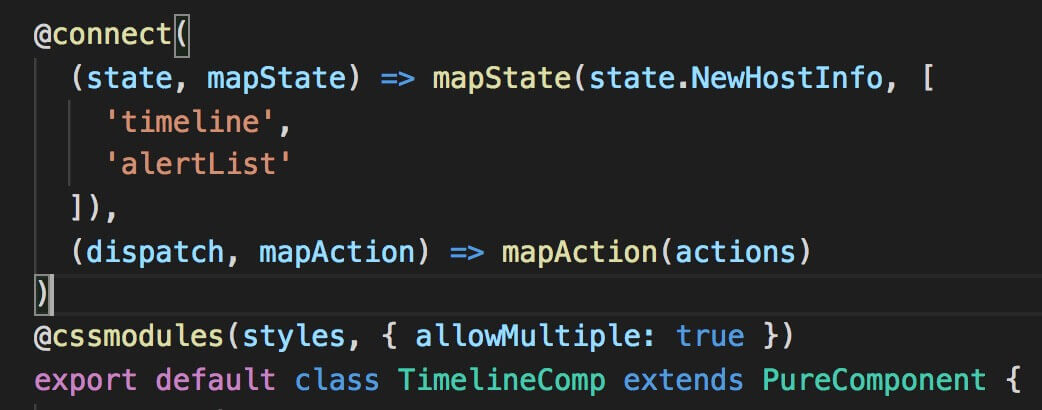 @connect(
(state, mapState) => mapState(state.NewHostInfo, [
'timeline',
'alertList'
]),
(dispatch, mapAction) => mapAction(actions)
)
@cssmodules(styles, { allowMultiple: true })
export default class TimelineComp extends PureComponent {